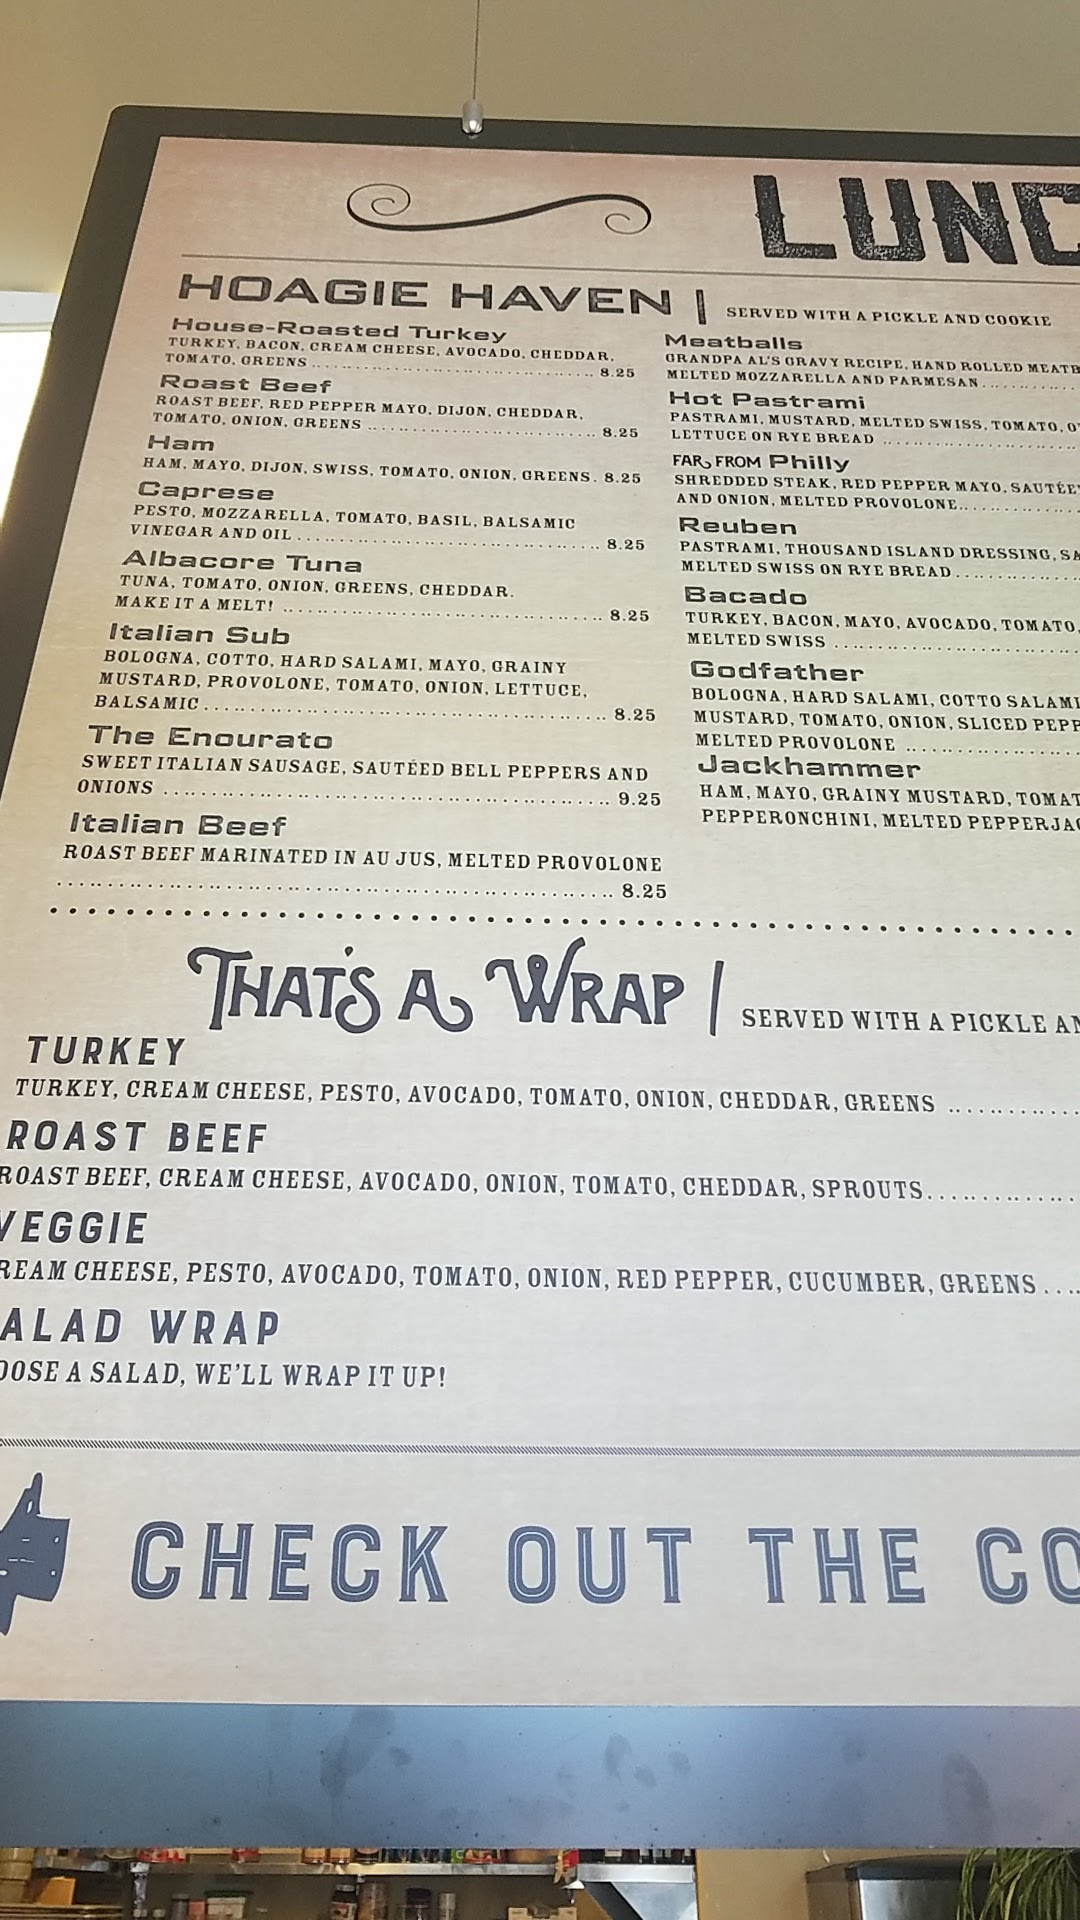 LUNC
HOAGIE HAVEN | SERVED WITH A PICKLE AND COOKIE
House-Roasted Turkey
TURKEY, BACON, CREAM CHEESE, AVOCADO, CHEDDAR,
TOMATO, GREENS 8.25
Roast Beef
ROAST BEEF, RED PEPPER MAYO, DIJON, CHEDDAR,
TOMATO, ONION, GREENS 8.25
Ham
HAM, MAYO, DIJON, SWISS, TOMATO, ONION, GREENS. 8.25
Caprese
PESTO, MOZZARELLA, TOMATO, BASIL, BALSAMIC
VINEGAR AND OIL 8.25
Albacore Tuna
TUNA, TOMATO, ONION, GREENS, CHEDDAR.
MAKE IT A MELT! 8.25
Italian Sub
BOLOGNA, COTTO, HARD SALAMI, MAYO, GRAINY
MUSTARD, PROVOLONE, TOMATO, ONION, LETTUCE,
BALSAMIC 8.25
The Enourato
SWEET ITALIAN SAUSAGE, SAUTÉED BELL PEPPERS AND
ONIONS 9.25
Italian Beef
ROAST BEEF MARINATED IN AU JUS, MELTED PROVOLONE
8.25
Meatballs
GRANDPA AL'S GRAVY RECIPE, HAND ROLLED MEATB
MELTED MOZZARELLA AND PARMESAN
Hot Pastrami
PASTRAMI, MUSTARD, MELTED SWISS, TOMATO, O
LETTUCE ON RYE BREAD
FAR FROM Philly
SHREDDED STEAK, RED PEPPER MAYO, SAUTÉE
AND ONION, MELTED PROVOLONE
Reuben
PASTRAMI, THOUSAND ISLAND DRESSING, SA
MELTED SWISS ON RYE BREAD
Bacado
TURKEY, BACON, MAYO, AVOCADO, TOMATO,
MELTED SWISS
Godfather
BOLOGNA, HARD SALAMI, COTTO SALAMI
MUSTARD, TOMATO, ONION, SLICED PEPP
MELTED PROVOLONE
Jackhammer
HAM, MAYO, GRAINY MUSTARD, TOMAT
PEPPERONCHINI, MELTED PEPPERJAC
THAT'S A WRAP | SERVED WITH A PICKLE AN
TURKEY
TURKEY, CREAM CHEESE, PESTO, AVOCADO, TOMATO, ONION, CHEDDAR, GREENS
ROAST BEEF
ROAST BEEF, CREAM CHEESE, AVOCADO, ONION, TOMATO, CHEDDAR, SPROUTS
VEGGIE
REAM CHEESE, PESTO, AVOCADO, TOMATO, ONION, RED PEPPER, CUCUMBER, GREENS
ALAD WRAP
OOSE A SALAD, WE'LL WRAP IT UP!
CHECK OUT THE CO